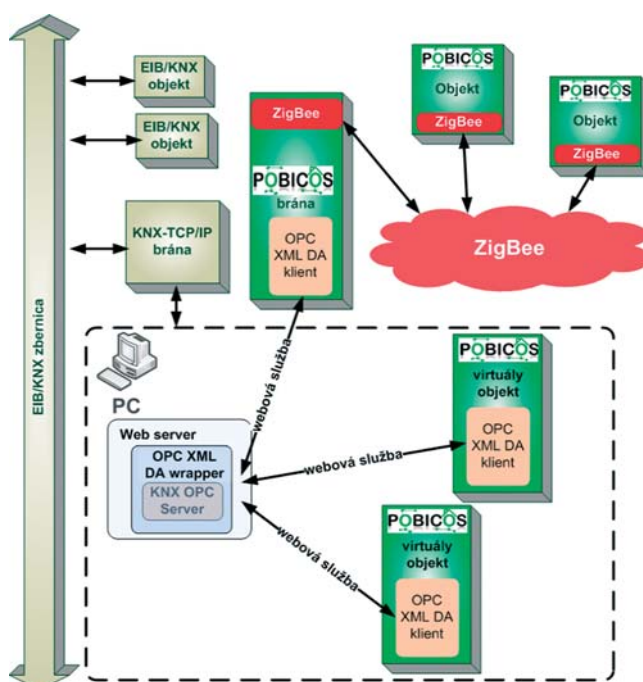 EIB/KNX zbernica
EIB/KNX
objekt
EIB/KNX
objekt
KNX-TCP/IP
brána
ZigBee
POBICOS
brána
OPC
XML DA
klient
POBICOS
Objekt
ZigBee
POBICOS
Objekt
ZigBee
ZigBee
PC
Web server
OPC XML
DA wrapper
KNX OPC
Server
webová služba
webová služba
webová služba
POBICOS
virtuály
objekt
OPC
XML DA
klient
POBICOS
virtuály
objekt
OPC
XML DA
klient